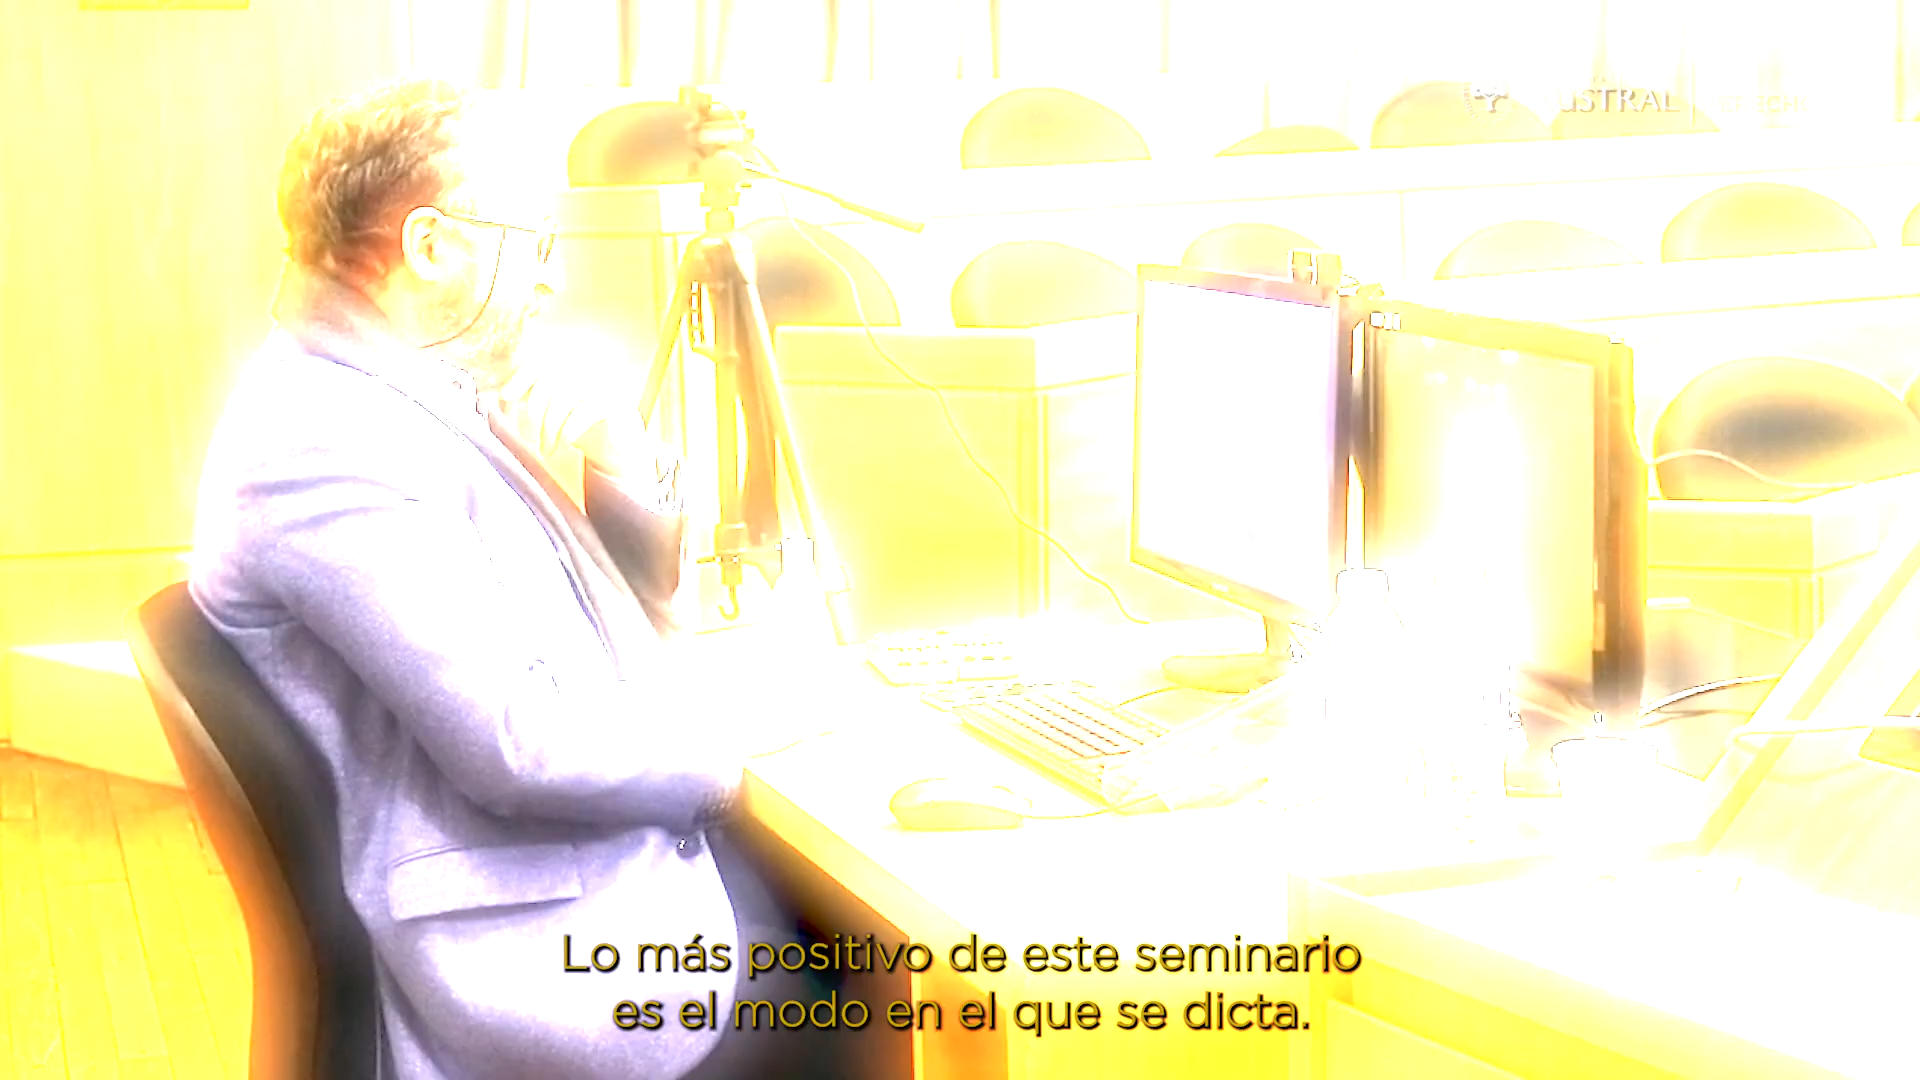 Lo más positivo de este seminario
es el modo en el que se dicta.